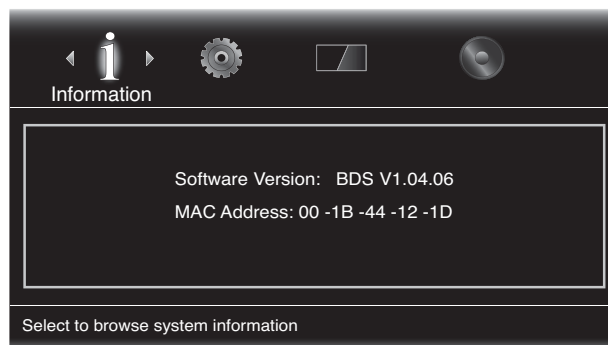 Information
Software Version: BDS V1.04.06
MAC Address: 00 -1B -44 -12 -1D
Select to browse system information